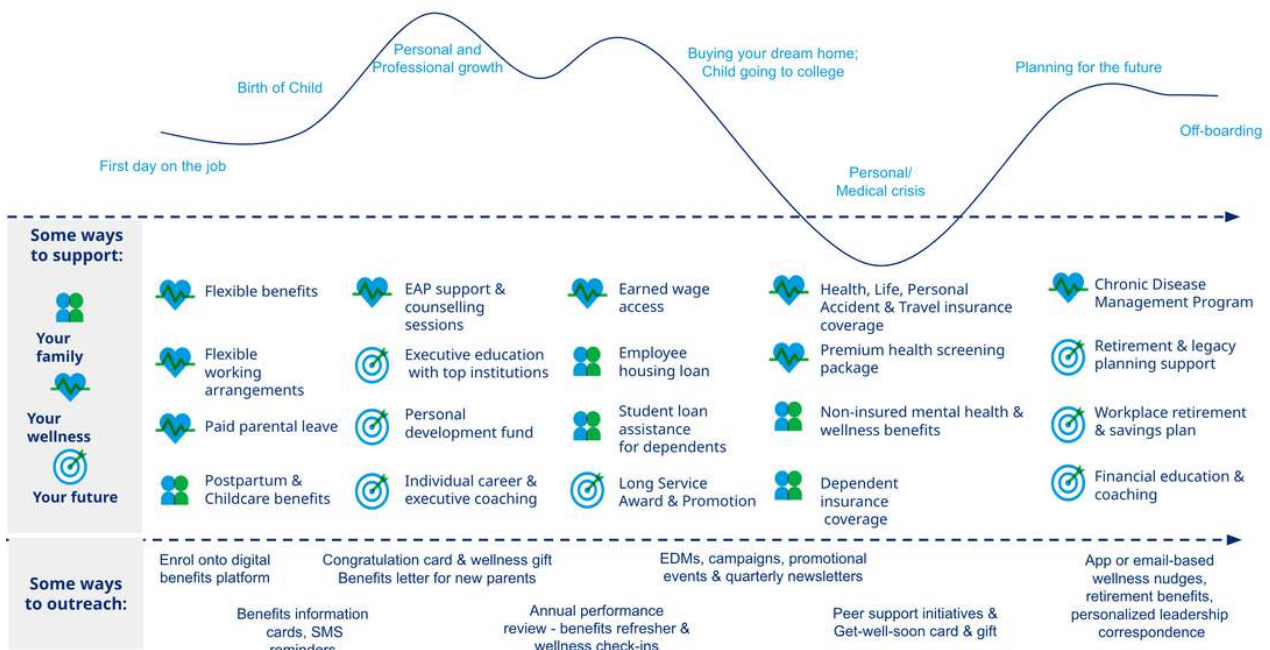 Personal and
Professional growth
Buying your dream home;
Child going to college
Planning for the future
Birth of Child
Off-boarding
First day on the job
Personal/
Medical crisis
Some ways
to support:
Your
family
Your
wellness
Your future
Flexible benefits
Flexible
working
arrangements
Paid parental leave
Postpartum &
Childcare benefits
EAP support &
counselling
sessions
Executive education
with top institutions
Personal
development fund
Individual career &
executive coaching
Earned wage
access
Employee
housing loan
Student loan
assistance
for dependents
Long Service
Award & Promotion
Health, Life, Personal
Accident & Travel insurance
coverage
Premium health screening
package
Non-insured mental health &
wellness benefits
Dependent
insurance
coverage
Chronic Disease
Management Program
Retirement & legacy
planning support
Workplace retirement
& savings plan
Financial education &
coaching
Some ways
to outreach:
Enrol onto digital
benefits platform
Benefits information
cards, SMS
reminders
Congratulation card & wellness gift
Benefits letter for new parents
Annual performance
review - benefits refresher &
wellness check-ins
EDMs, campaigns, promotional
events & quarterly newsletters
Peer support initiatives &
Get-well-soon card & gift
App or email-based
wellness nudges,
retirement benefits,
personalized leadership
correspondence